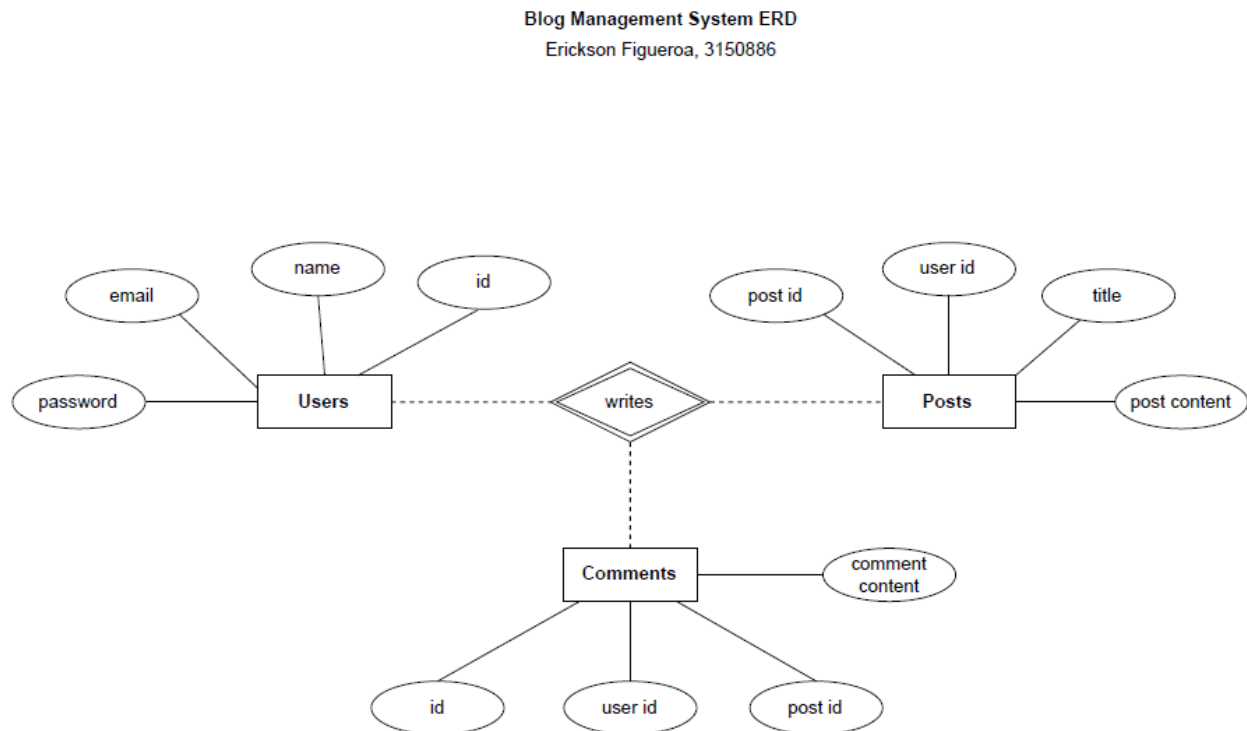 Blog Management System ERD
Erickson Figueroa, 3150886
name
id
email
user id
post id
title
password
Users
writes
Posts
post content
Comments
comment
content
id
user id
post id